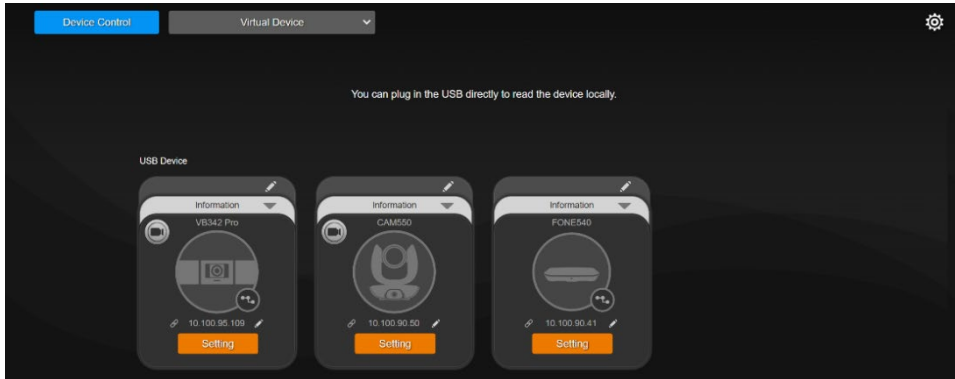 Device Control
Virtual Device
You can plug in the USB directly to read the device locally.
USB Device
Information
Information
Information
VB342 Pro
CAM550
FONE540
10.100.95.109
10.100.90.50
10.100.90.41
Setting
Setting
Setting